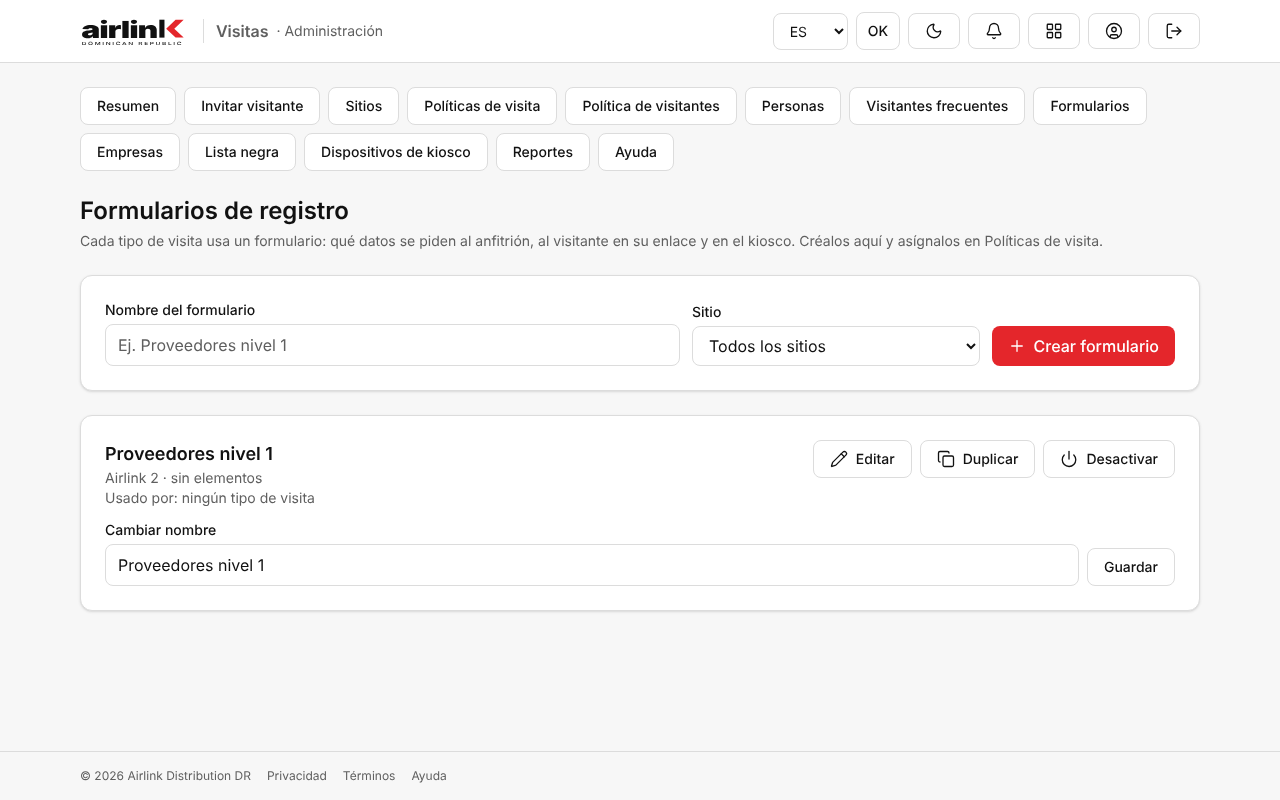 airlink Visitas · Administración ES OK
DOMINICAN REPUBLIC
Resumen Invitar visitante Sitios Políticas de visita Política de visitantes Personas Visitantes frecuentes Formularios
Empresas Lista negra Dispositivos de kiosco Reportes Ayuda
Formularios de registro
Cada tipo de visita usa un formulario: qué datos se piden al anfitrión, al visitante en su enlace y en el kiosco. Créalos aquí y asígnalos en Políticas de visita.
Nombre del formulario Sitio
Ej. Proveedores nivel 1 Todos los sitios Crear formulario
Proveedores nivel 1 Editar Duplicar Desactivar
Airlink 2 · sin elementos
Usado por: ningún tipo de visita
Cambiar nombre
Proveedores nivel 1 Guardar
© 2026 Airlink Distribution DR Privacidad Términos Ayuda